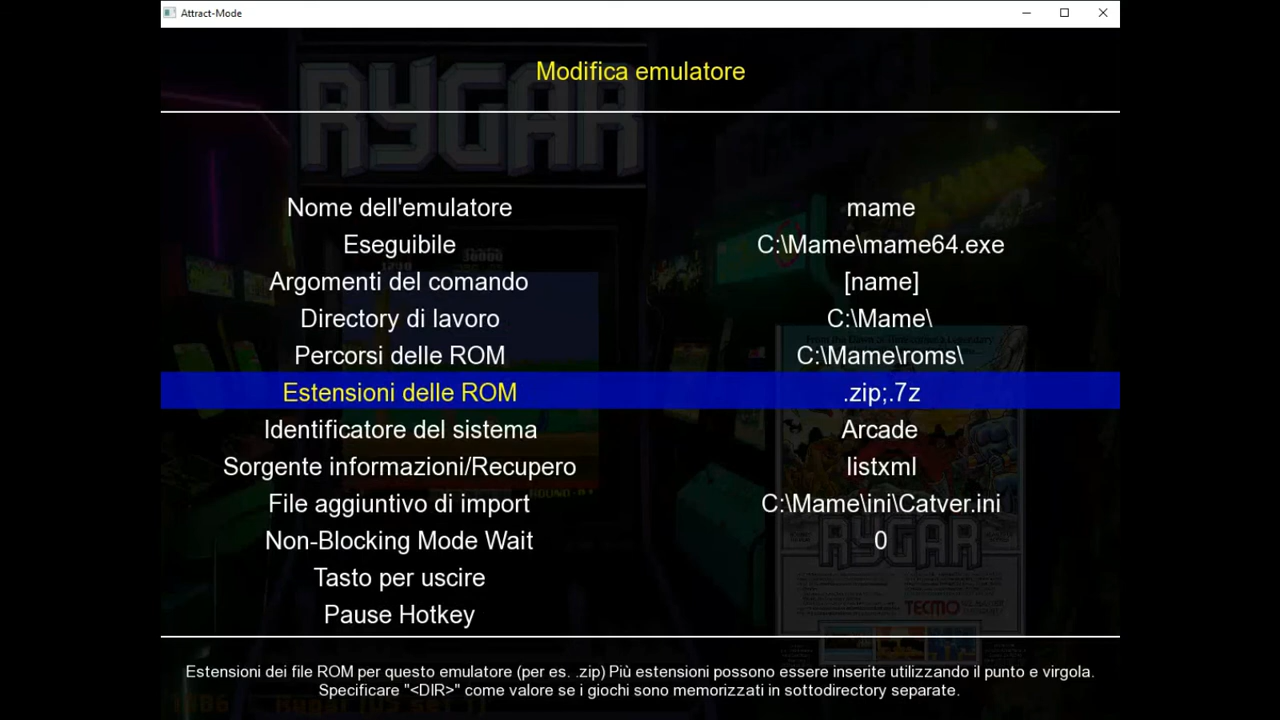 Attract-Mode
Modifica emulatore
RYGAR
Nome dell'emulatore mame
Eseguibile C:\Mame\mame64.exe
Argomenti del comando [name]
Directory di lavoro C:\Mame\
Percorsi delle ROM C:\Mame\roms\
Estensioni delle ROM .zip;.7z
Identificatore del sistema Arcade
Sorgente informazioni/Recupero listxml
File aggiuntivo di import C:\Mame\ini\Catver.ini
Non-Blocking Mode Wait 0
Tasto per uscire
Pause Hotkey
RYGAR
TECMO
Estensioni dei file ROM per questo emulatore (per es. .zip) Più estensioni possono essere inserite utilizzando il punto e virgola.
Specificare "<DIR>" come valore se i giochi sono memorizzati in sottodirectory separate.